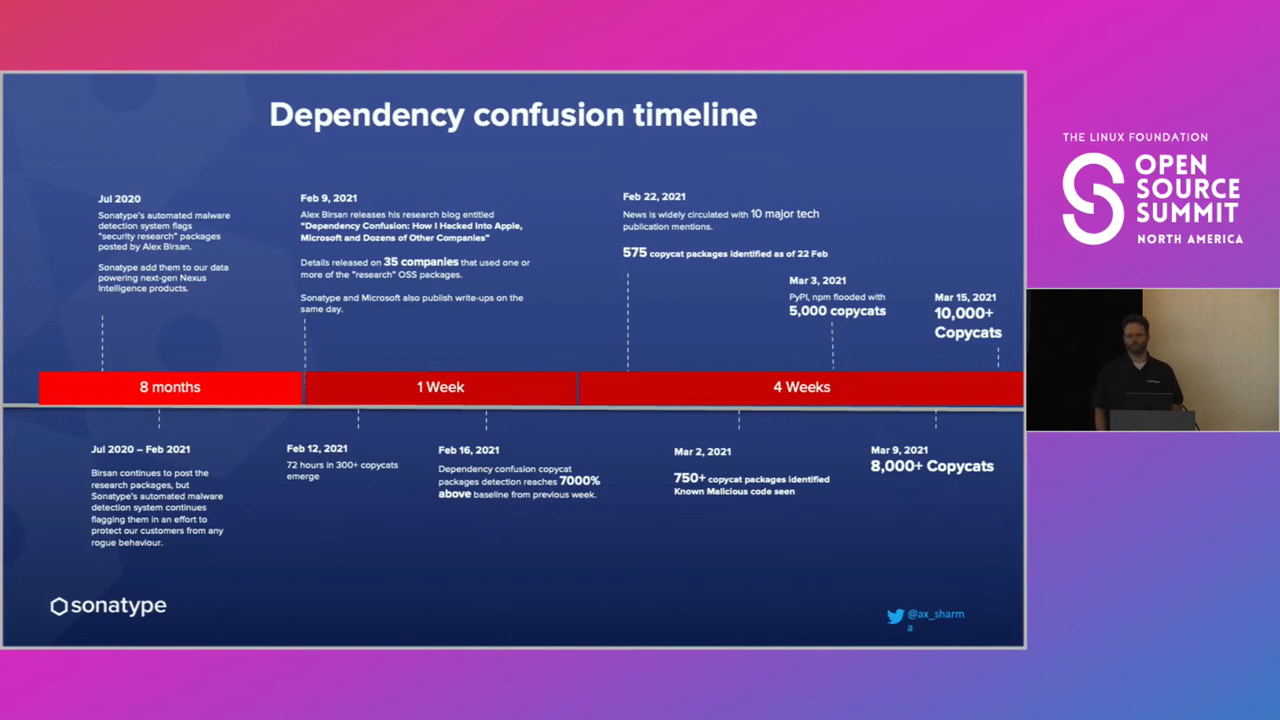 Dependency confusion timeline
Jul 2020
Sonatype's automated malware
detection system flags
"security research" packages
posted by Alex Birsan.
Sonatype add them to our data
powering next-gen Nexus
Intelligence products.
Feb 9, 2021
Alex Birsan releases his research blog entitled
"Dependency Confusion: How I Hacked Into Apple,
Microsoft and Dozens of Other Companies"
Details released on 35 companies that used one or
more of the "research" OSS packages.
Sonatype and Microsoft also publish write-ups on the
same day.
Feb 22, 2021
News is widely circulated with 10 major tech
publication mentions.
575 copycat packages identified as of 22 Feb
Mar 3, 2021
PyPI, npm flooded with
5,000 copycats
Mar 15, 2021
10,000+
Copycats
8 months
1 Week
4 Weeks
Jul 2020 – Feb 2021
Birsan continues to post the
research packages, but
Sonatype's automated malware
detection system continues
flagging them in an effort to
protect our customers from any
rogue behaviour.
Feb 12, 2021
72 hours in 300+ copycats
emerge
Feb 16, 2021
Dependency confusion copycat
packages detection reaches 7000%
above baseline from previous week.
Mar 2, 2021
750+ copycat packages identified
Known Malicious code seen
Mar 9, 2021
8,000+ Copycats
sonatype
@ax_sharm
a
THE LINUX FOUNDATION
OPEN
SOURCE
SUMMIT
NORTH AMERICA